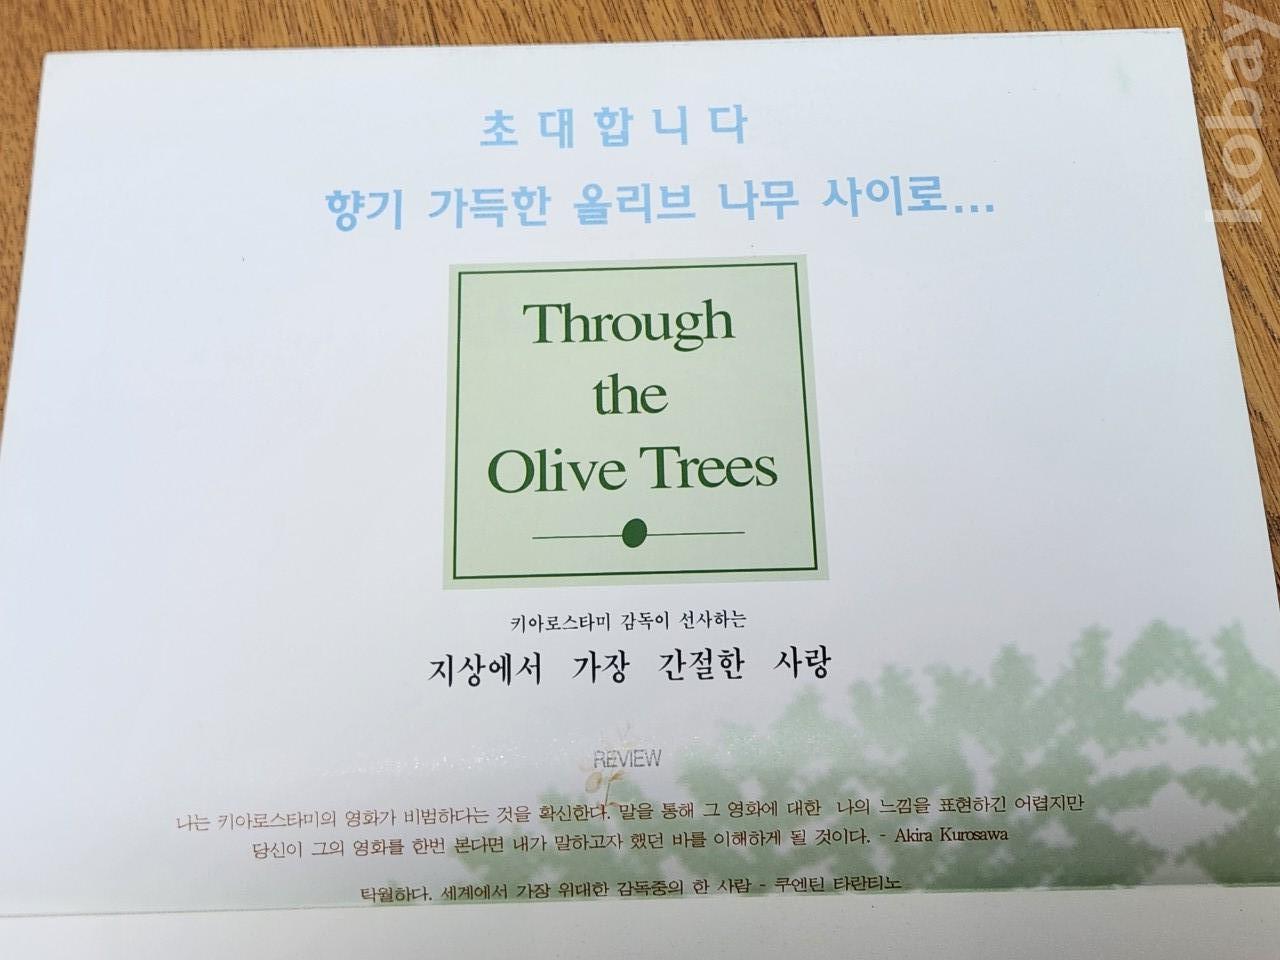 초대합니다
향기 가득한 올리브 나무 사이로...
Through
the
Olive Trees
키아로스타미 감독이 선사하는
지상에서 가장 간절한 사랑
REVIEW
나는 키아로스타미의 영화가 비범하다는 것을 확신한다. 말을 통해 그 영화에 대한 나의 느낌을 표현하긴 어렵지만
당신이 그의 영화를 한번 본다면 내가 말하고자 했던 바를 이해하게 될 것이다. - Akira Kurosawa
탁월하다. 세계에서 가장 위대한 감독중의 한 사람 - 쿠엔틴 타란티노
kobay